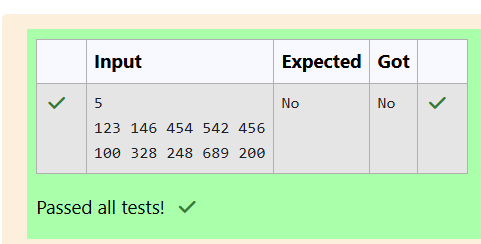 Input Expected Got
5 No No
123 146 454 542 456
100 328 248 689 200
Passed all tests!